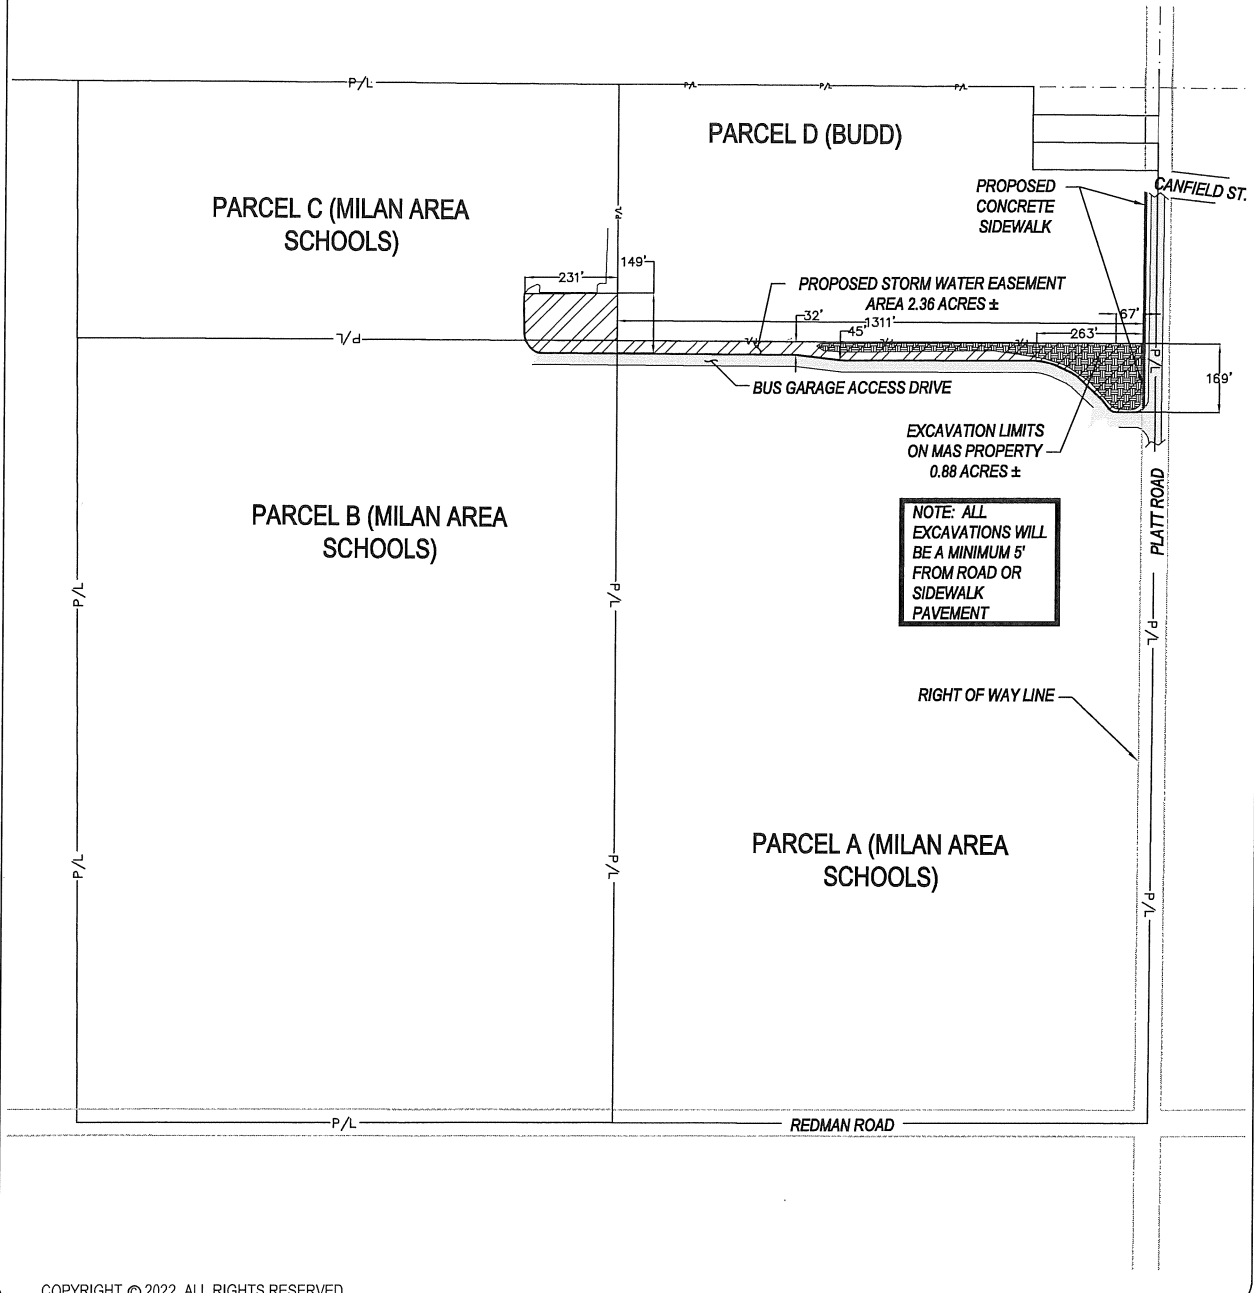 P/L
P/L
P/L
P/L
PARCEL D (BUDD)
PROPOSED
CONCRETE
SIDEWALK
CANFIELD ST.
PARCEL C (MILAN AREA
SCHOOLS)
P/L
149'
231'
PROPOSED STORM WATER EASEMENT
AREA 2.36 ACRES ±
32'
1311'
67'
45'
263'
P/L
P/L
169'
BUS GARAGE ACCESS DRIVE
EXCAVATION LIMITS
ON MAS PROPERTY
0.88 ACRES ±
PARCEL B (MILAN AREA
SCHOOLS)
NOTE: ALL
EXCAVATIONS WILL
BE A MINIMUM 5'
FROM ROAD OR
SIDEWALK
PAVEMENT
PLATT ROAD
P/L
P/L
P/L
RIGHT OF WAY LINE
PARCEL A (MILAN AREA
SCHOOLS)
P/L
P/L
P/L
P/L
REDMAN ROAD
COPYRIGHT © 2022. ALL RIGHTS RESERVED